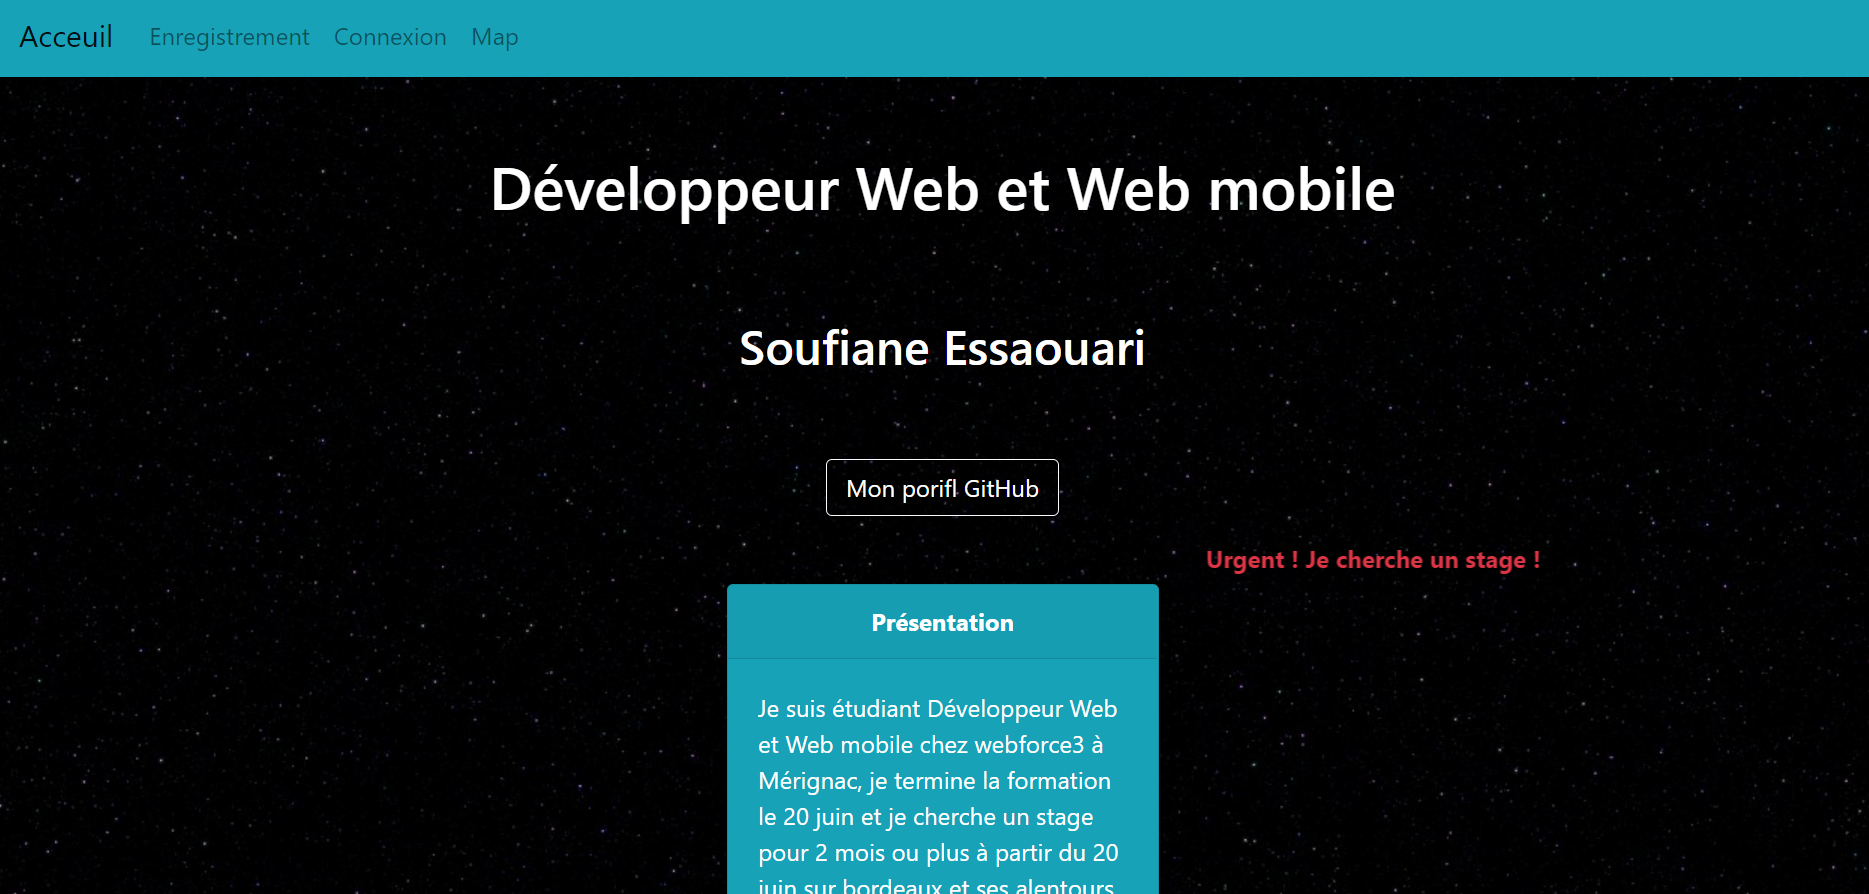 Acceuil Enregistrement Connexion Map
Développeur Web et Web mobile
Soufiane Essaouari
Mon porifl GitHub
Urgent ! Je cherche un stage !
Présentation
Je suis étudiant Développeur Web
et Web mobile chez webforce3 à
Mérignac, je termine la formation
le 20 juin et je cherche un stage
pour 2 mois ou plus à partir du 20
juin sur bordeaux et ses alentours